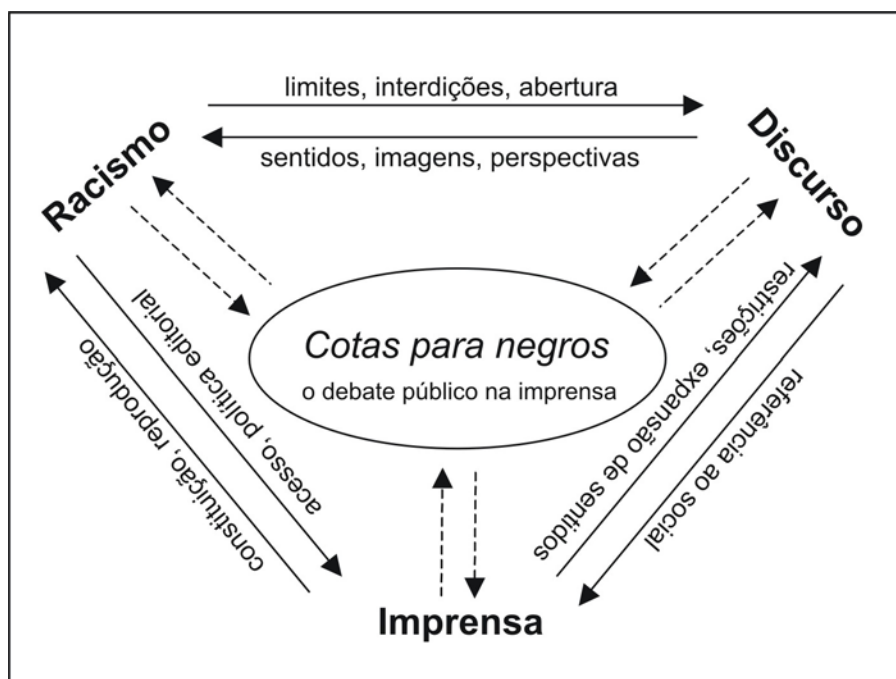 limites, interdições, abertura
sentidos, imagens, perspectivas
Racismo
Discurso
Cotas para negros
o debate público na imprensa
acesso, política editorial
constituição, reprodução
restrições, expansão de sentidos
referência ao social
Imprensa